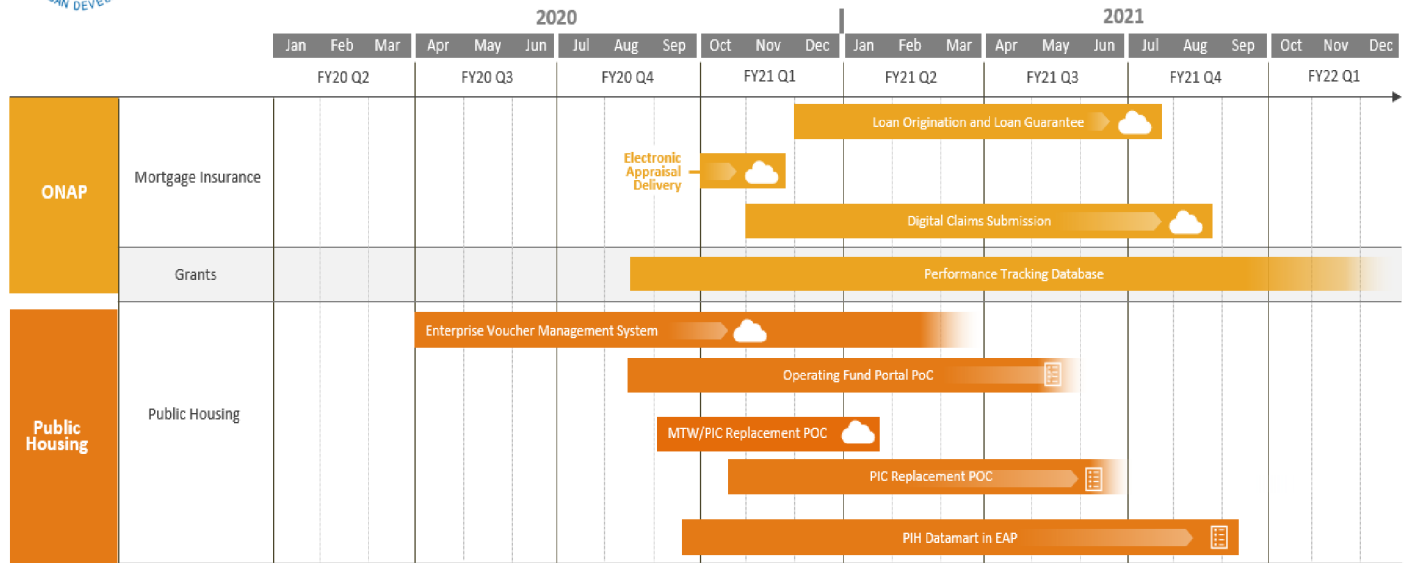 AN DEVE
2020
2021
Jan Feb Mar Apr May Jun Jul Aug Sep Oct Nov Dec Jan Feb Mar Apr May Jun Jul Aug Sep Oct Nov Dec
FY20 Q2 FY20 Q3 FY20 Q4 FY21 Q1 FY21 Q2 FY21 Q3 FY21 Q4 FY22 Q1
ONAP
Mortgage Insurance
Loan Origination and Loan Guarantee
Electronic
Appraisal
Delivery
Digital Claims Submission
Grants
Performance Tracking Database
Public
Housing
Public Housing
Enterprise Voucher Management System
Operating Fund Portal PoC
MTW/PIC Replacement POC
PIC Replacement POC
PIH Datamart in EAP